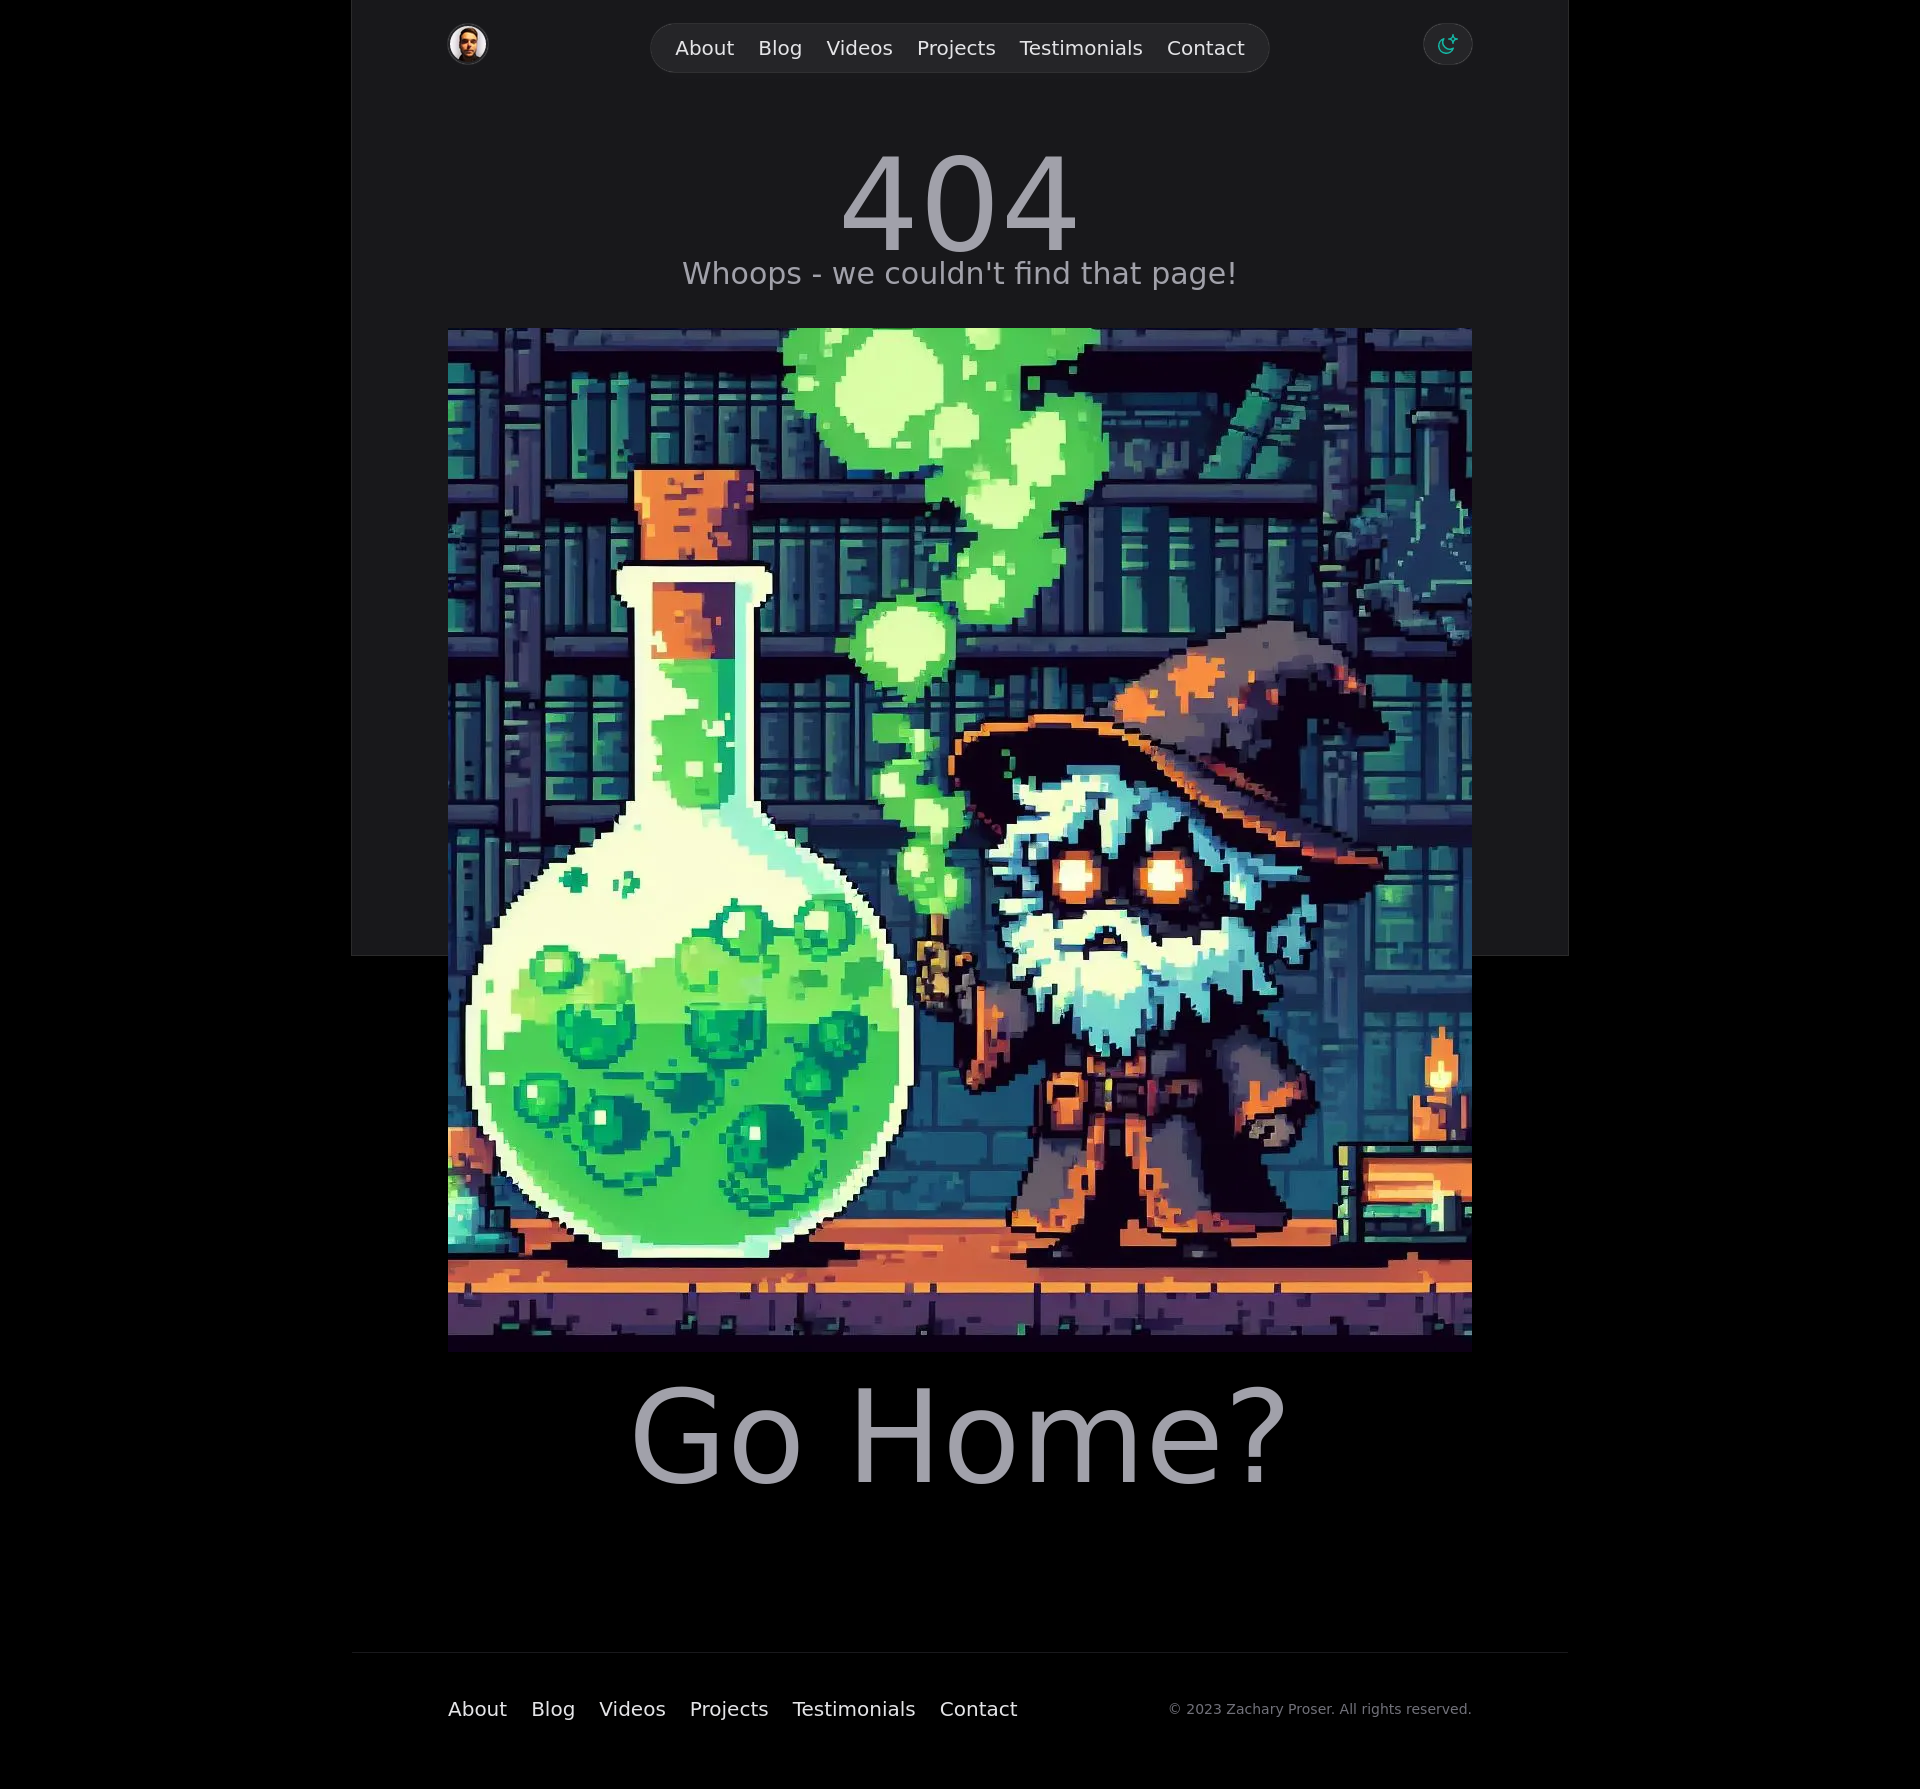 About Blog Videos Projects Testimonials Contact
404
Whoops - we couldn't find that page!
Go Home?
About Blog Videos Projects Testimonials Contact
© 2023 Zachary Proser. All rights reserved.